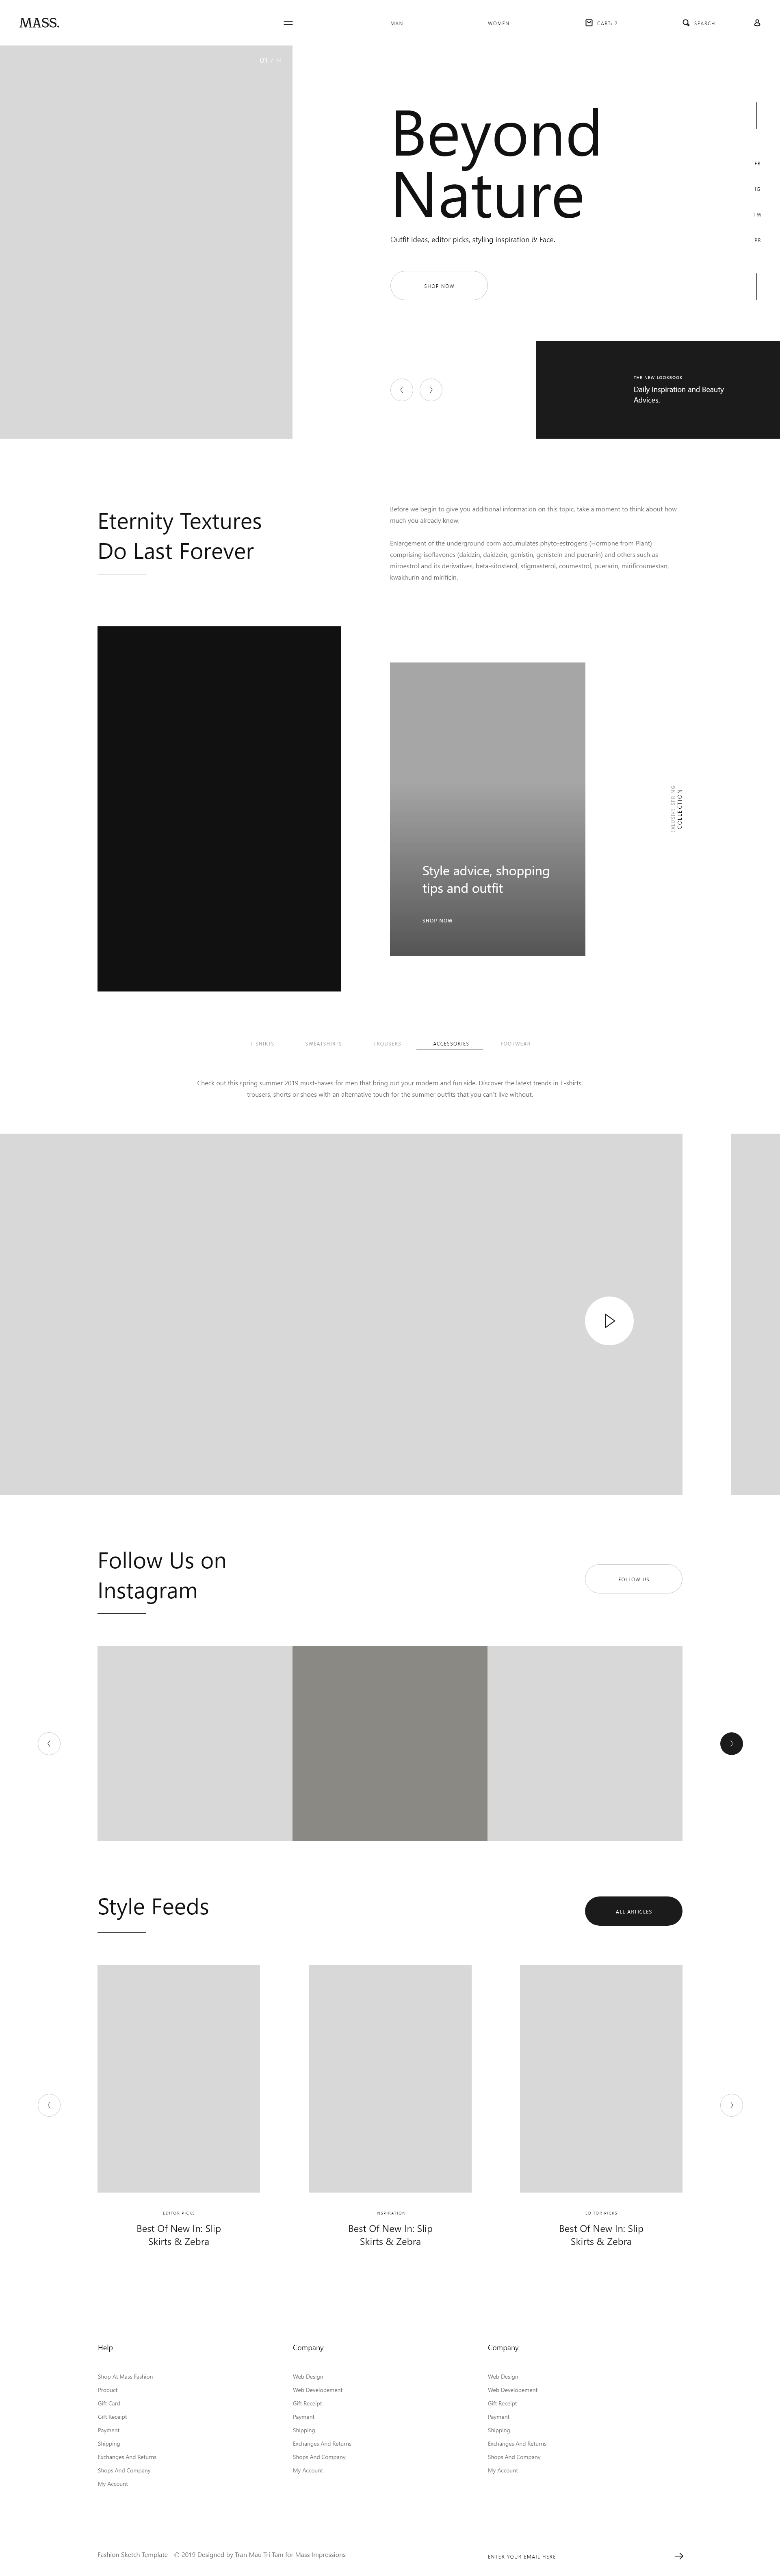 MASS.
MAN
WOMEN
CART: 2
SEARCH
01 /
Beyond
Nature
Outfit ideas, editor picks, styling inspiration & Face.
SHOP NOW
FB
IG
TW
PR
THE NEW LOOKBOOK
Daily Inspiration and Beauty
Advices.
Eternity Textures
Do Last Forever
Before we begin to give you additional information on this topic, take a moment to think about how
much you already know.
Enlargement of the underground corm accumulates phyto-estrogens (Hormone from Plant)
comprising isoflavones (daidzin, daidzein, genistin, genistein and puerarin) and others such as
miroestrol and its derivatives, beta-sitosterol, stigmasterol, coumestrol, puerarin, mirificoumestan,
kwakhurin and mirificin.
Style advice, shopping
tips and outfit
SHOP NOW
SPRING
COLLECTION
T-SHIRTS
SWEATSHIRTS
TROUSERS
ACCESSORIES
FOOTWEAR
Check out this spring summer 2019 must-haves for men that bring out your modern and fun side. Discover the latest trends in T-shirts,
trousers, shorts or shoes with an alternative touch for the summer outfits that you can't live without.
Follow Us on
Instagram
FOLLOW US
Style Feeds
ALL ARTICLES
EDITOR PICKS
Best Of New In: Slip
Skirts & Zebra
INSPIRATION
Best Of New In: Slip
Skirts & Zebra
EDITOR PICKS
Best Of New In: Slip
Skirts & Zebra
Help
Shop At Mass Fashion
Product
Gift Card
Gift Receipt
Payment
Shipping
Exchanges And Returns
Shops And Company
My Account
Company
Web Design
Web Developement
Gift Receipt
Payment
Shipping
Exchanges And Returns
Shops And Company
My Account
Company
Web Design
Web Developement
Gift Receipt
Payment
Shipping
Exchanges And Returns
Shops And Company
My Account
Fashion Sketch Template - © 2019 Designed by Tran Mau Tri Tam for Mass Impressions
ENTER YOUR EMAIL HERE